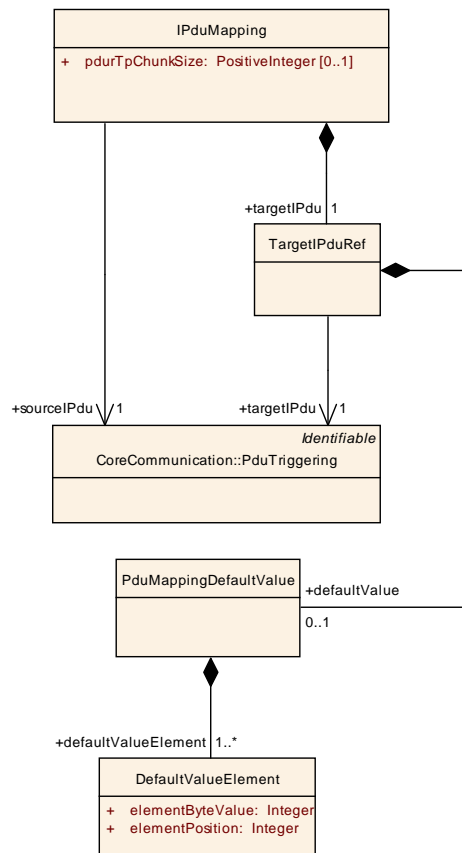 IPduMapping
+ pdurTpChunkSize: PositiveInteger [0..1]
+targetIPdu 1
TargetIPduRef
+sourceIPdu 1 +targetIPdu 1
Identifiable
CoreCommunication::PduTriggering
PduMappingDefaultValue
+defaultValue
0..1
+defaultValueElement 1..*
DefaultValueElement
+ elementByteValue: Integer
+ elementPosition: Integer